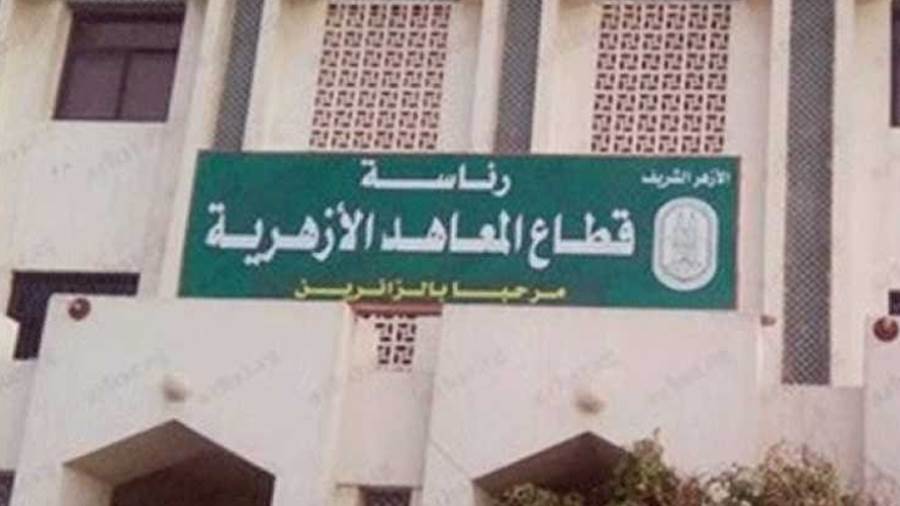 الأزهر الشريف
رئاسة
قطاع المعاهد الأزهرية
مرحبا بالزائرين